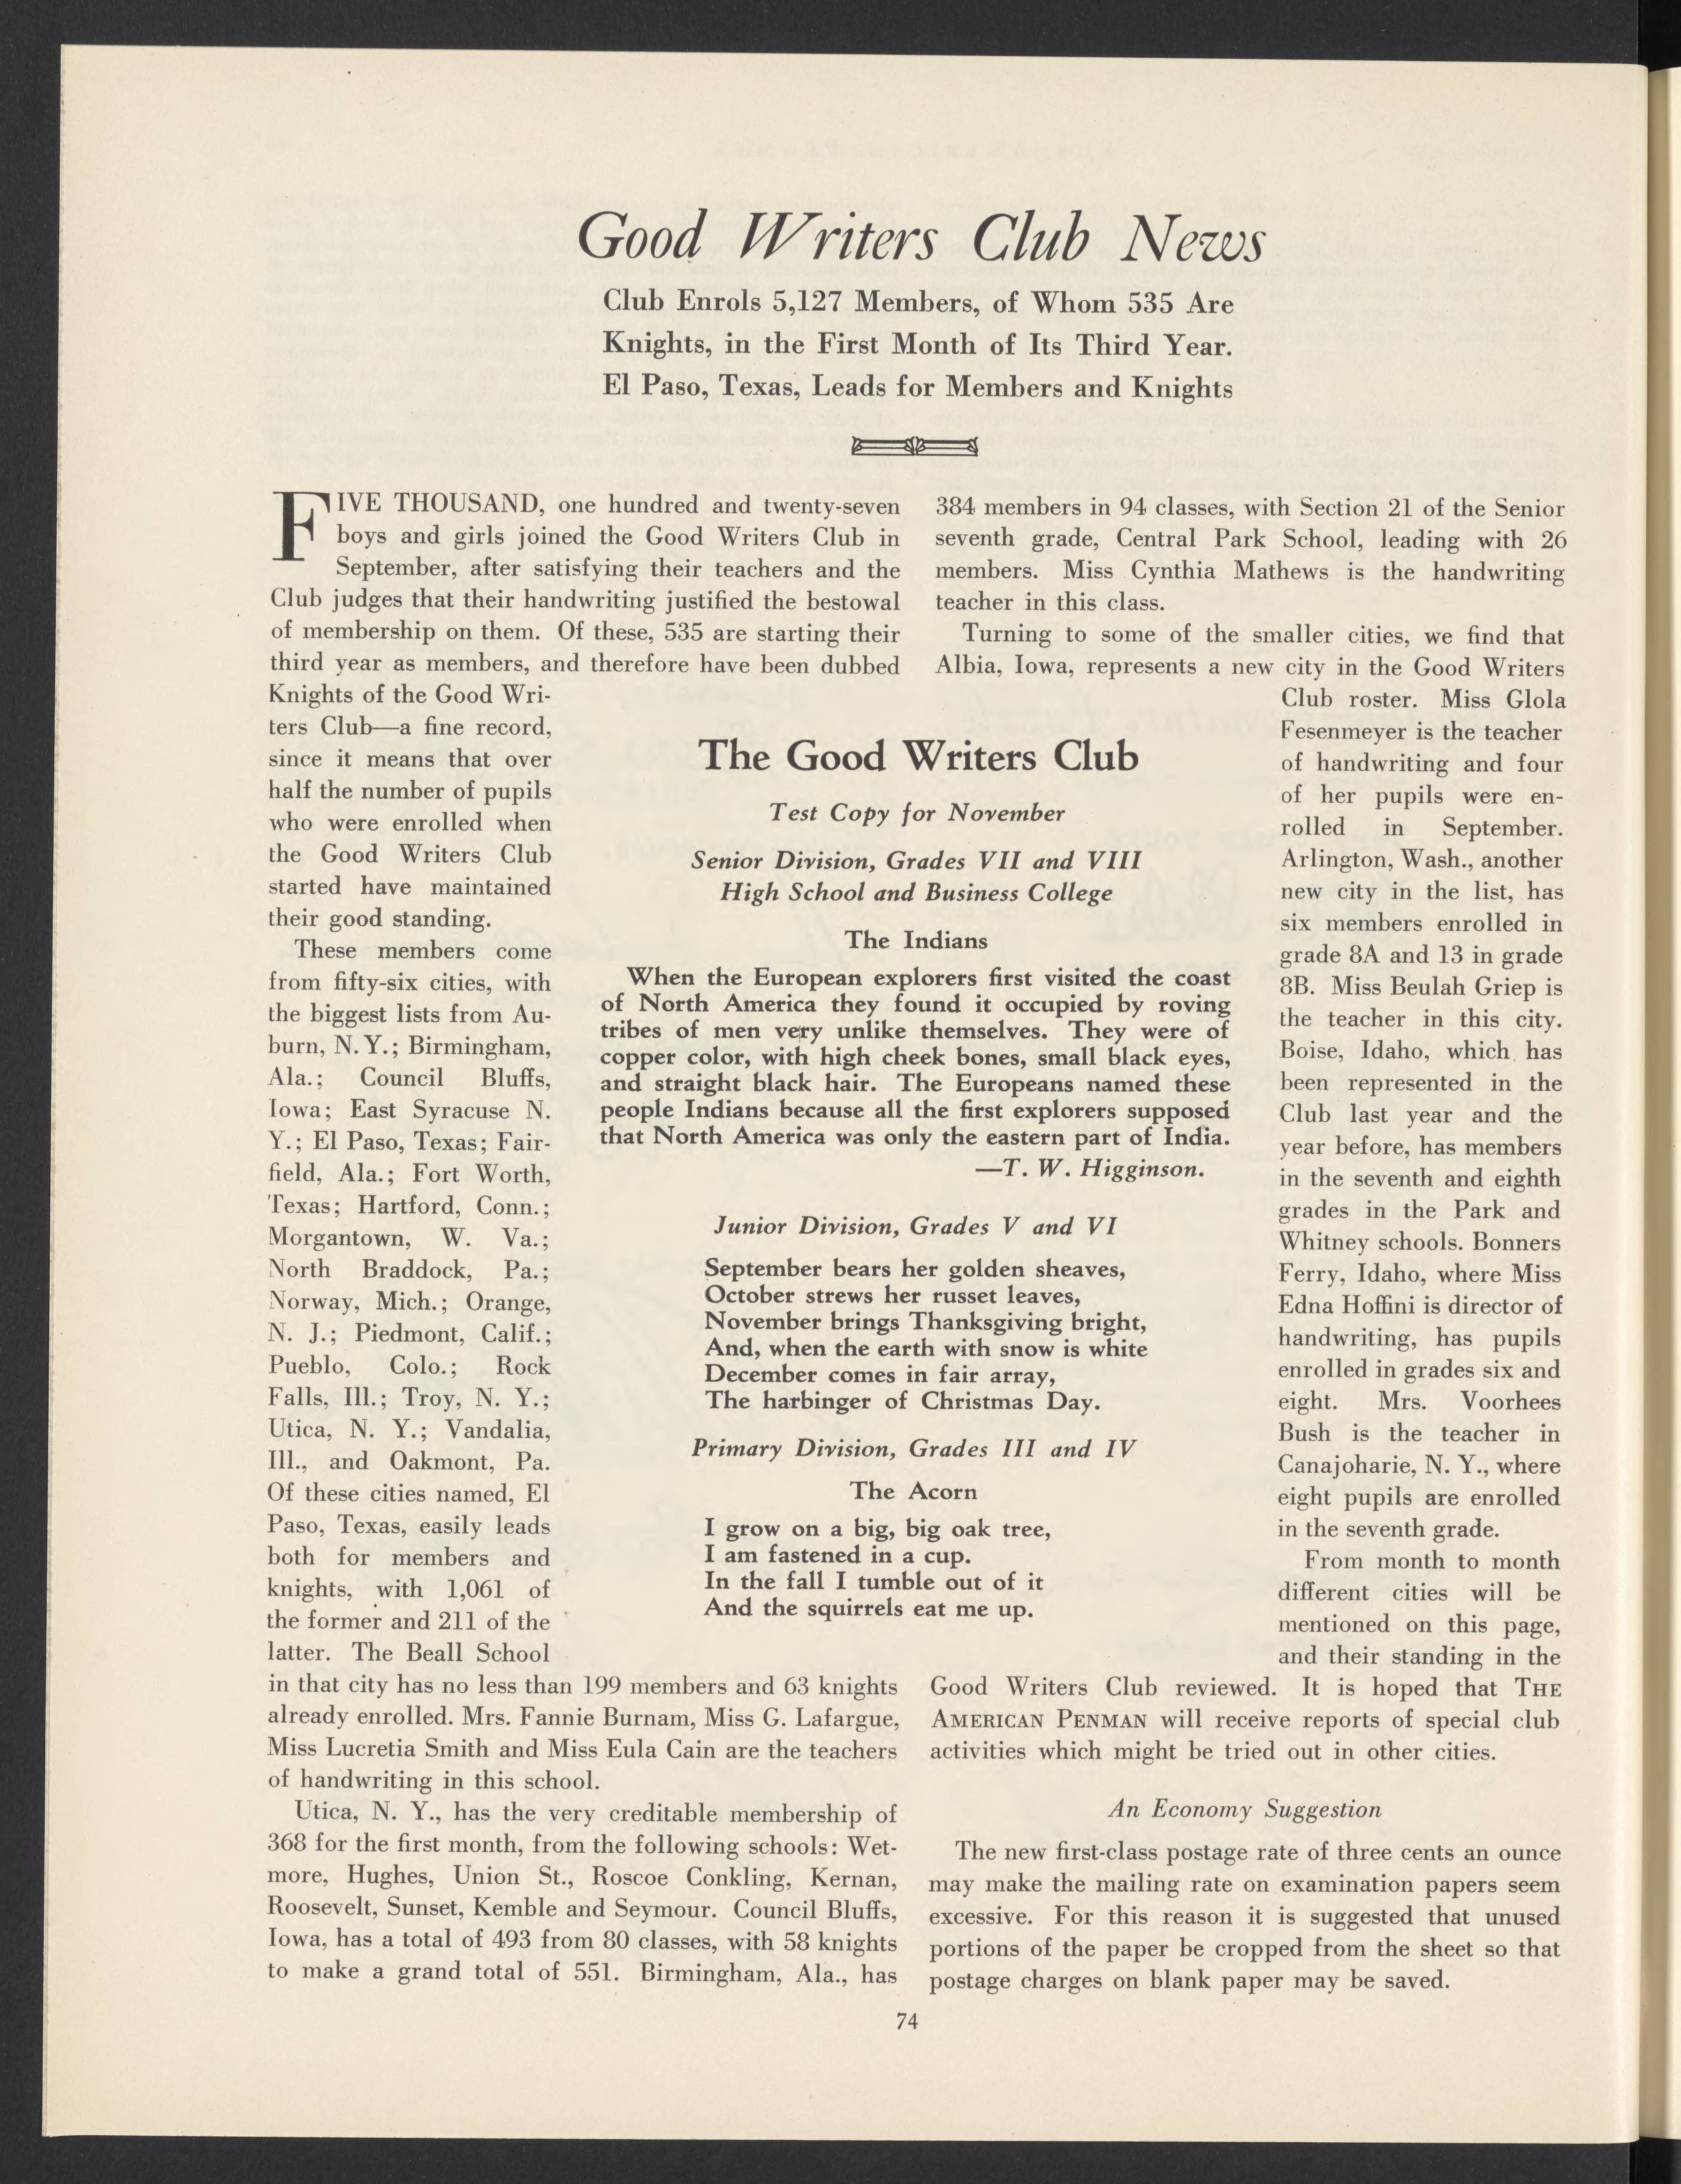 Good Writers Club News
Club Enrols 5,127 Members, of Whom 535 Are
Knights, in the First Month of Its Third Year.
El Paso, Texas, Leads for Members and Knights
FIVE THOUSAND, one hundred and twenty-seven
boys and girls joined the Good Writers Club in
September, after satisfying their teachers and the
Club judges that their handwriting justified the bestowal
of membership on them. Of these, 535 are starting their
third year as members, and therefore have been dubbed
Knights of the Good Wri-
ters Club—a fine record,
since it means that over
half the number of pupils
who were enrolled when
the Good Writers Club
started have maintained
their good standing.
These members come
from fifty-six cities, with
the biggest lists from Au-
burn, N. Y.; Birmingham,
Ala.; Council Bluffs,
Iowa; East Syracuse N.
Y.; El Paso, Texas; Fair-
field, Ala.; Fort Worth,
Texas; Hartford, Conn.;
Morgantown, W. Va.;
North Braddock, Pa.;
Norway, Mich.; Orange,
N. J.; Piedmont, Calif.;
Pueblo, Colo.; Rock
Falls, Ill.; Troy, N. Y.;
Utica, N. Y.; Vandalia,
Ill., and Oakmont, Pa.
Of these cities named, El
Paso, Texas, easily leads
both for members and
knights, with 1,061 of
the former and 211 of the
latter. The Beall School
in that city has no less than 199 members and 63 knights
already enrolled. Mrs. Fannie Burnam, Miss G. Lafargue,
Miss Lucretia Smith and Miss Eula Cain are the teachers
of handwriting in this school.
Utica, N. Y., has the very creditable membership of
368 for the first month, from the following schools: Wet-
more, Hughes, Union St., Roscoe Conkling, Kernan,
Roosevelt, Sunset, Kemble and Seymour. Council Bluffs,
Iowa, has a total of 493 from 80 classes, with 58 knights
to make a grand total of 551. Birmingham, Ala., has
384 members in 94 classes, with Section 21 of the Senior
seventh grade, Central Park School, leading with 26
members. Miss Cynthia Mathews is the handwriting
teacher in this class.
Turning to some of the smaller cities, we find that
Albia, Iowa, represents a new city in the Good Writers
Club roster. Miss Glola
Fesenmeyer is the teacher
of handwriting and four
of her pupils were en-
rolled in September.
Arlington, Wash., another
new city in the list, has
six members enrolled in
grade 8A and 13 in grade
8B. Miss Beulah Griep is
the teacher in this city.
Boise, Idaho, which has
been represented in the
Club last year and the
year before, has members
in the seventh and eighth
grades in the Park and
Whitney schools. Bonners
Ferry, Idaho, where Miss
Edna Hoffini is director of
handwriting, has pupils
enrolled in grades six and
eight. Mrs. Voorhees
Bush is the teacher in
Canajoharie, N. Y., where
eight pupils are enrolled
in the seventh grade.
From month to month
different cities will be
mentioned on this page,
and their standing in the
Good Writers Club reviewed. It is hoped that THE
AMERICAN PENMAN will receive reports of special club
activities which might be tried out in other cities.
An Economy Suggestion
The new first-class postage rate of three cents an ounce
may make the mailing rate on examination papers seem
excessive. For this reason it is suggested that unused
portions of the paper be cropped from the sheet so that
postage charges on blank paper may be saved.
The Good Writers Club
Test Copy for November
Senior Division, Grades VII and VIII
High School and Business College
The Indians
When the European explorers first visited the coast
of North America they found it occupied by roving
tribes of men very unlike themselves. They were of
copper color, with high cheek bones, small black eyes,
and straight black hair. The Europeans named these
people Indians because all the first explorers supposed
that North America was only the eastern part of India.
—T. W. Higginson.
Junior Division, Grades V and VI
September bears her golden sheaves,
October strews her russet leaves,
November brings Thanksgiving bright,
And, when the earth with snow is white
December comes in fair array,
The harbinger of Christmas Day.
Primary Division, Grades III and IV
The Acorn
I grow on a big, big oak tree,
I am fastened in a cup.
In the fall I tumble out of it
And the squirrels eat me up.
74